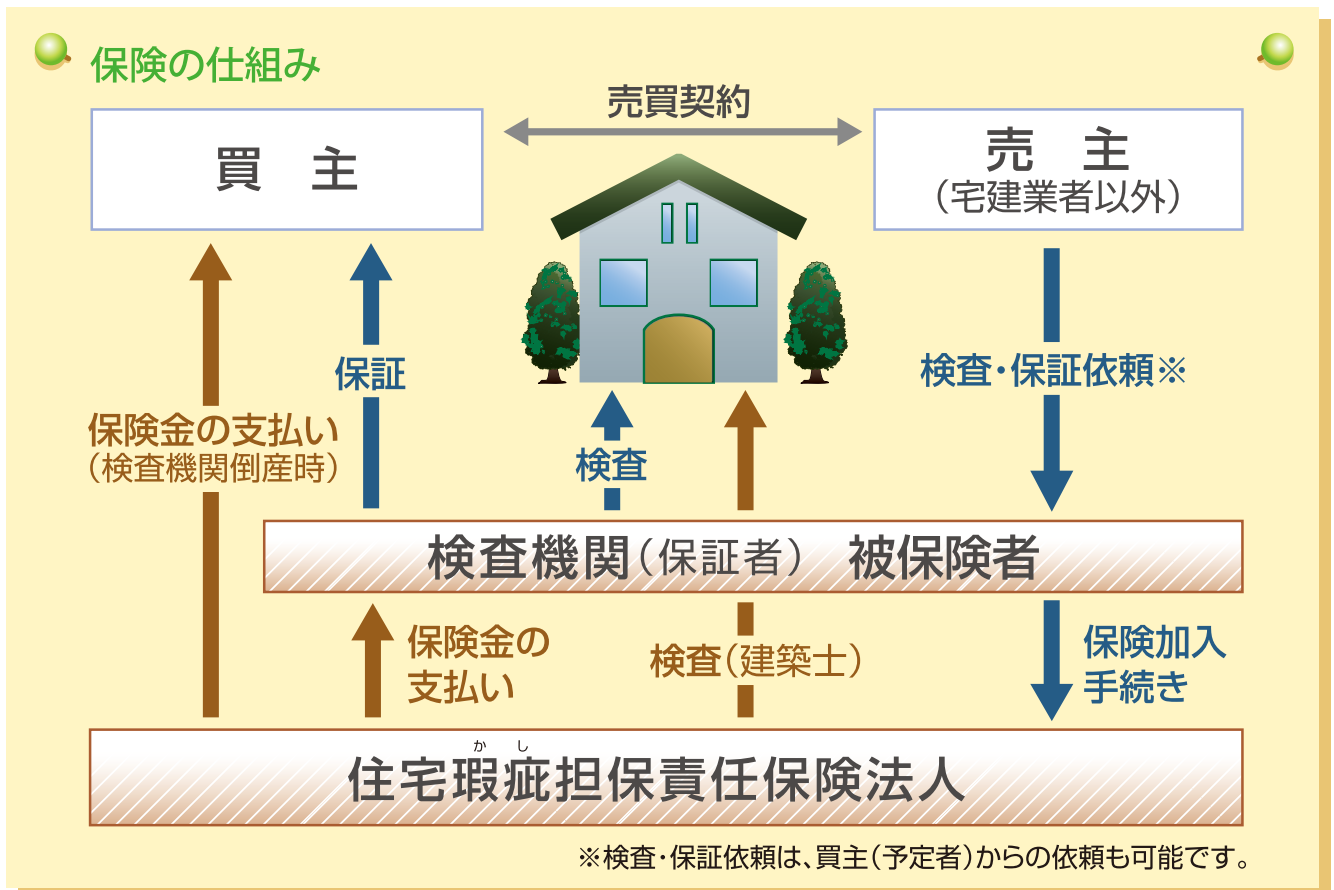 保険の仕組み
売買契約
買　主
売　主
（宅建業者以外）
保証
検査・保証依頼※
保険金の支払い
（検査機関倒産時）
検査
検査機関（保証者）　被保険者
保険金の
支払い
検査（建築士）
保険加入
手続き
か　し
住宅瑕疵担保責任保険法人
※検査・保証依頼は、買主（予定者）からの依頼も可能です。